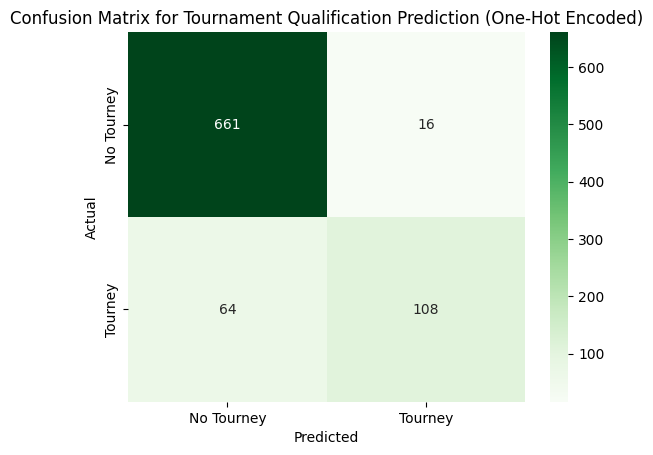 Confusion Matrix for Tournament Qualification Prediction (One-Hot Encoded)
Actual
No Tourney
661
16
Tourney
64
108
No Tourney
Tourney
Predicted
600
500
400
300
200
100